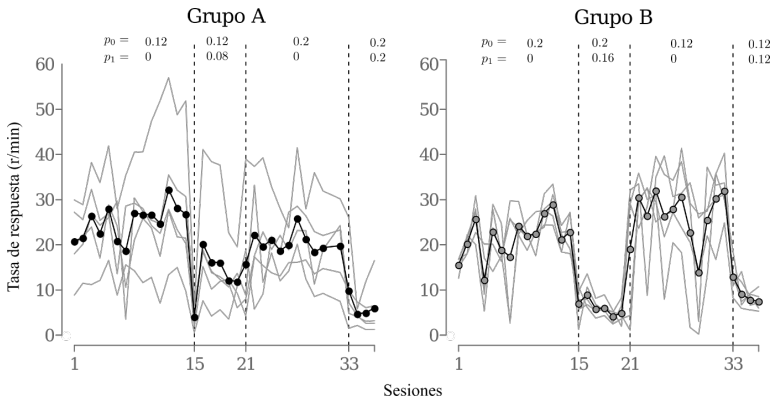 Grupo A
Grupo B
p₀ = 0.12 0.12 0.2 0.2
p₁ = 0 0.08 0 0.2
p₀ = 0.2 0.2 0.12 0.12
p₁ = 0 0.16 0 0.12
Tasa de respuesta (r/min)
60
50
40
30
20
10
0
60
50
40
30
20
10
0
1 15 21 33
1 15 21 33
Sesiones